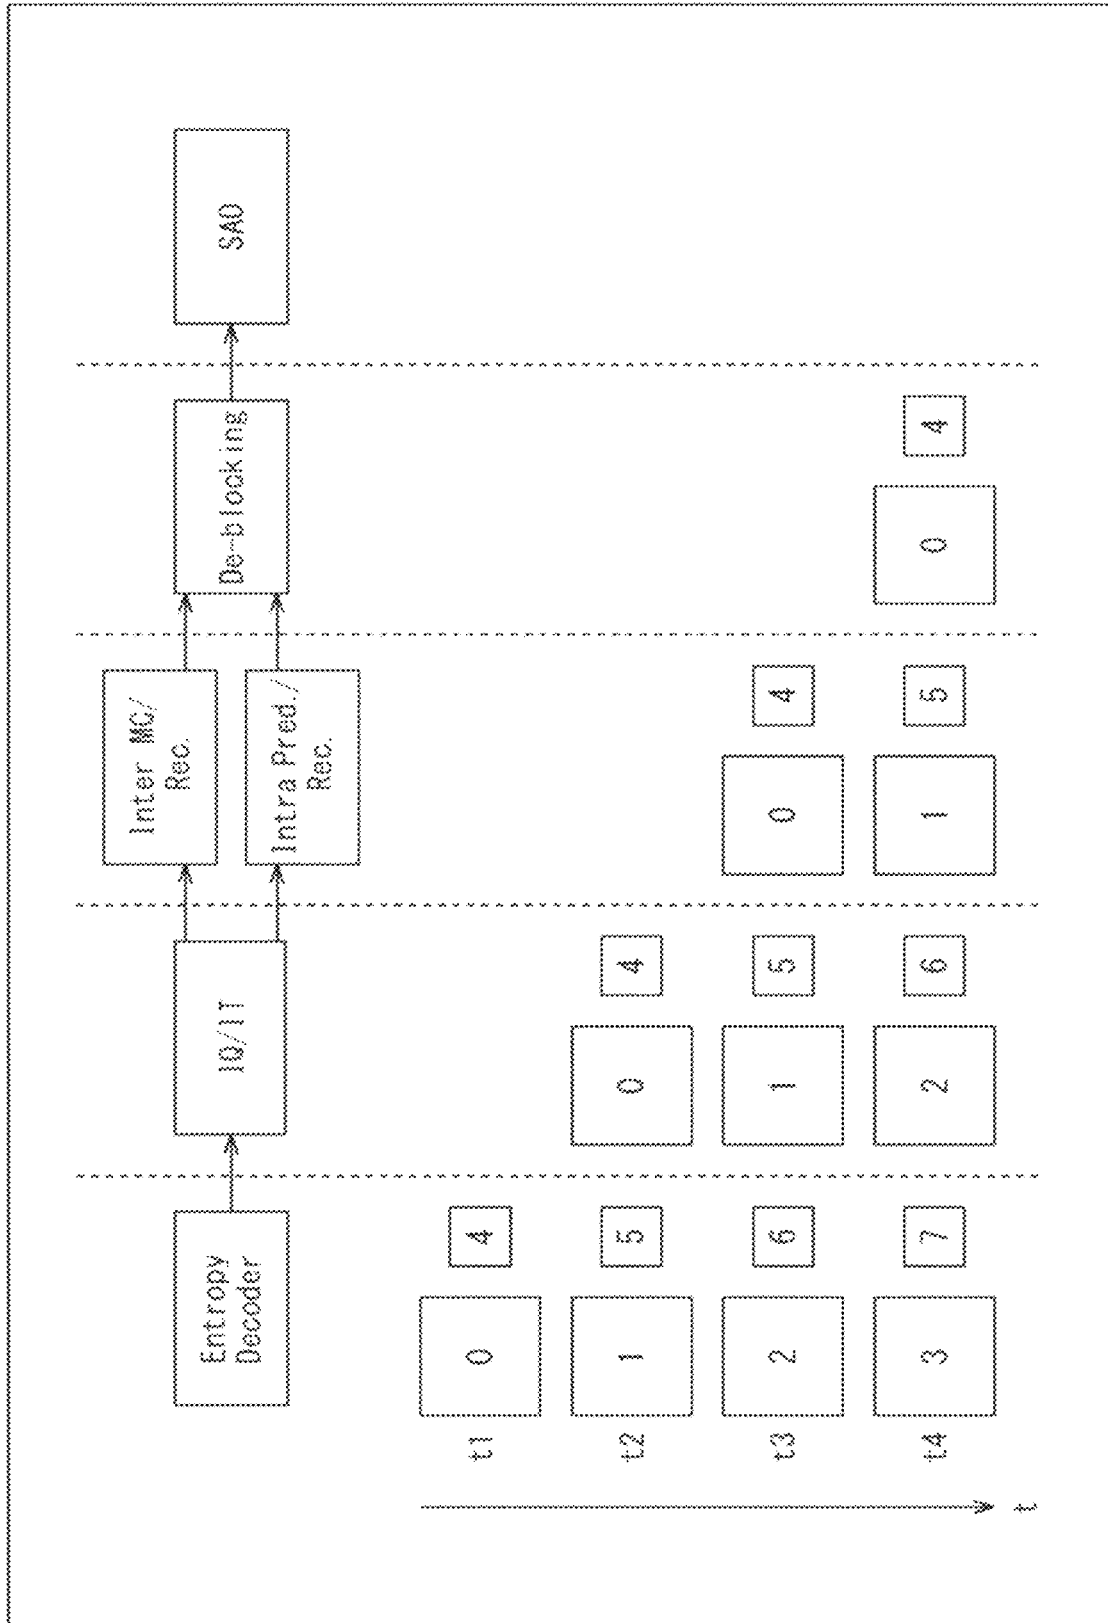 Entropy
Decoder
IQ/IT
Inter MC/
Rec.
Intra Pred./
Rec.
De-blocking
SAO
t1
0
4
t2
1
5
0
4
t3
2
6
1
5
0
4
t4
3
7
2
6
1
5
0
4
t